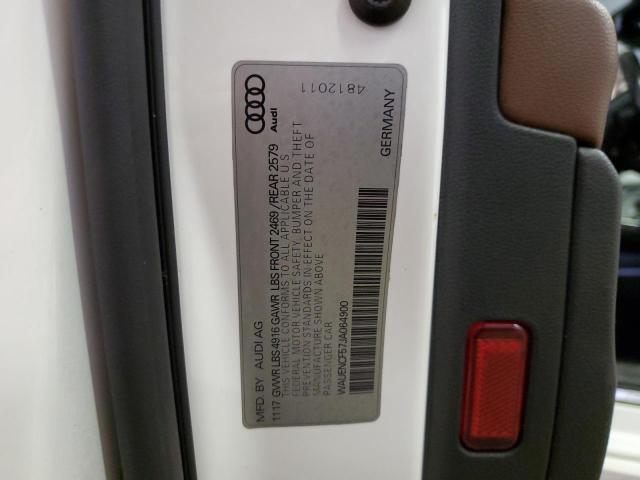 MFD. BY AUDI AG
1117 GVWR LBS 4916 GAWR LBS FRONT 2469 /REAR 2579
THIS VEHICLE CONFORMS TO ALL APPLICABLE U S
FEDERAL MOTOR VEHICLE SAFETY, BUMPER AND THEFT
PREVENTION STANDARDS IN EFFECT ON THE DATE OF
MANUFACTURE SHOWN ABOVE
PASSENGER CAR
WAUENCF57JA064900
GERMANY
Audi
4812011